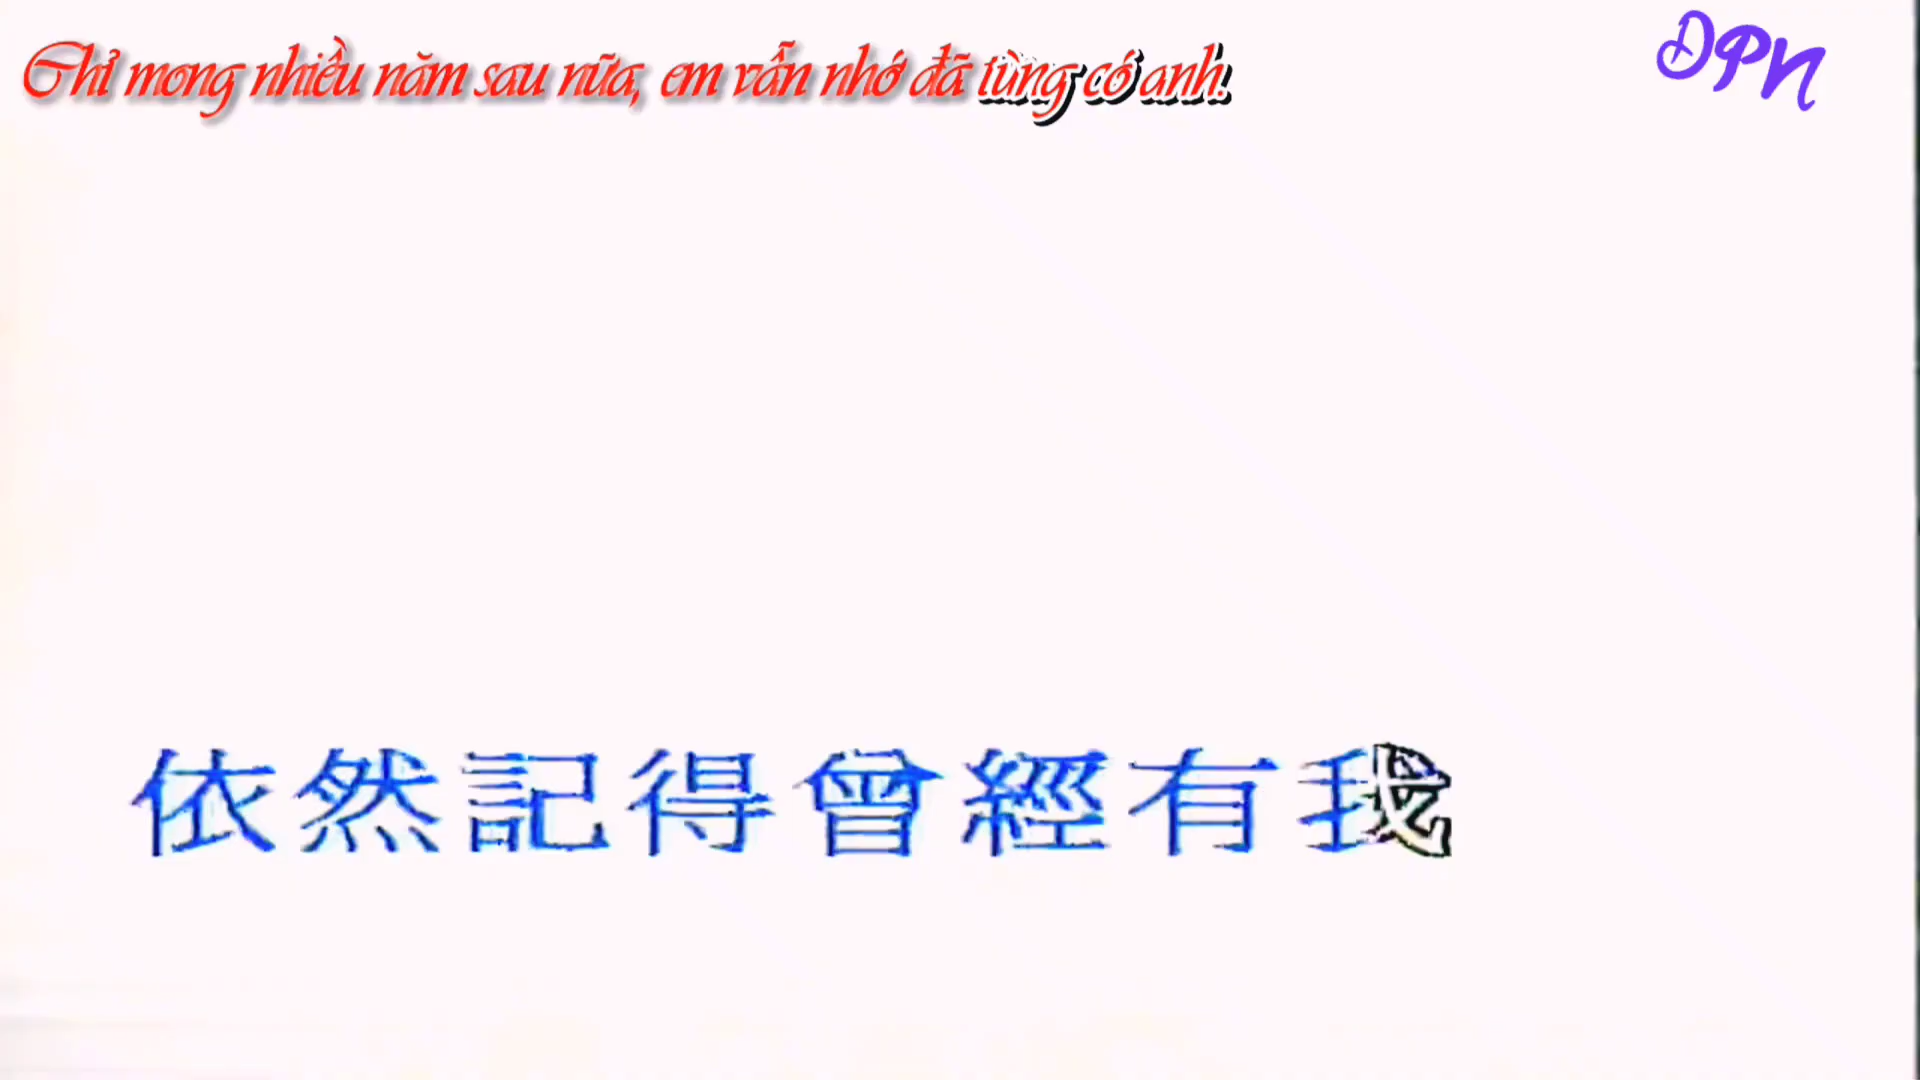 Chỉ mong nhiều năm sau nữa, em vẫn nhớ đã từng có anh.
DPN
依然記得曾經有我